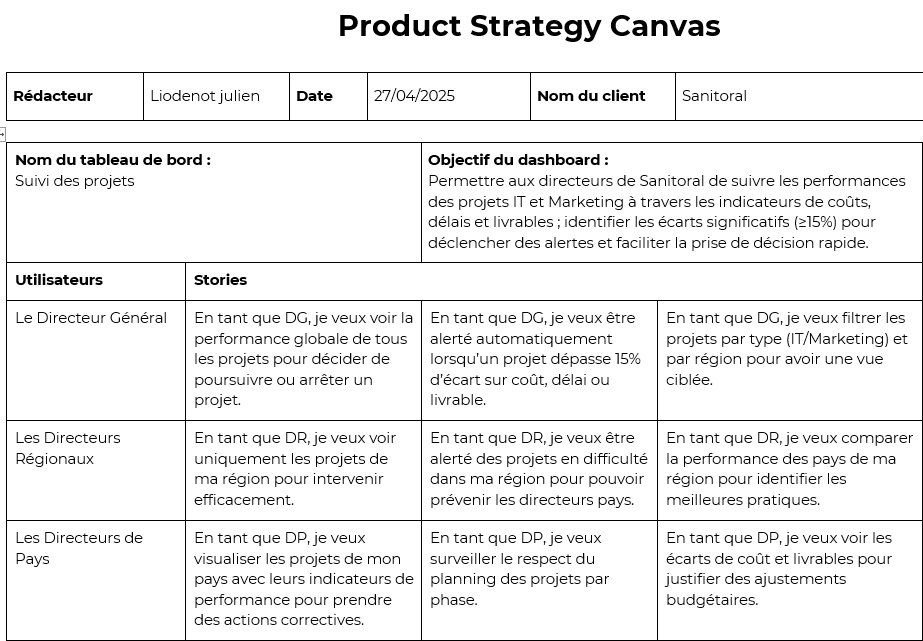 Product Strategy Canvas
Rédacteur Liodenot julien Date 27/04/2025 Nom du client Sanitoral
Nom du tableau de bord :
Suivi des projets
Objectif du dashboard :
Permettre aux directeurs de Sanitoral de suivre les performances
des projets IT et Marketing à travers les indicateurs de coûts,
délais et livrables ; identifier les écarts significatifs (≥15%) pour
déclencher des alertes et faciliter la prise de décision rapide.
Utilisateurs Stories
Le Directeur Général
En tant que DG, je veux voir la
performance globale de tous
les projets pour décider de
poursuivre ou arrêter un
projet.
En tant que DG, je veux être
alerté automatiquement
lorsqu'un projet dépasse 15%
d'écart sur coût, délai ou
livrable.
En tant que DG, je veux filtrer les
projets par type (IT/Marketing) et
par région pour avoir une vue
ciblée.
Les Directeurs
Régionaux
En tant que DR, je veux voir
uniquement les projets de
ma région pour intervenir
efficacement.
En tant que DR, je veux être
alerté des projets en difficulté
dans ma région pour pouvoir
prévenir les directeurs pays.
En tant que DR, je veux comparer
la performance des pays de ma
région pour identifier les
meilleures pratiques.
Les Directeurs de
Pays
En tant que DP, je veux
visualiser les projets de mon
pays avec leurs indicateurs de
performance pour prendre
des actions correctives.
En tant que DP, je veux
surveiller le respect du
planning des projets par
phase.
En tant que DP, je veux voir les
écarts de coût et livrables pour
justifier des ajustements
budgétaires.